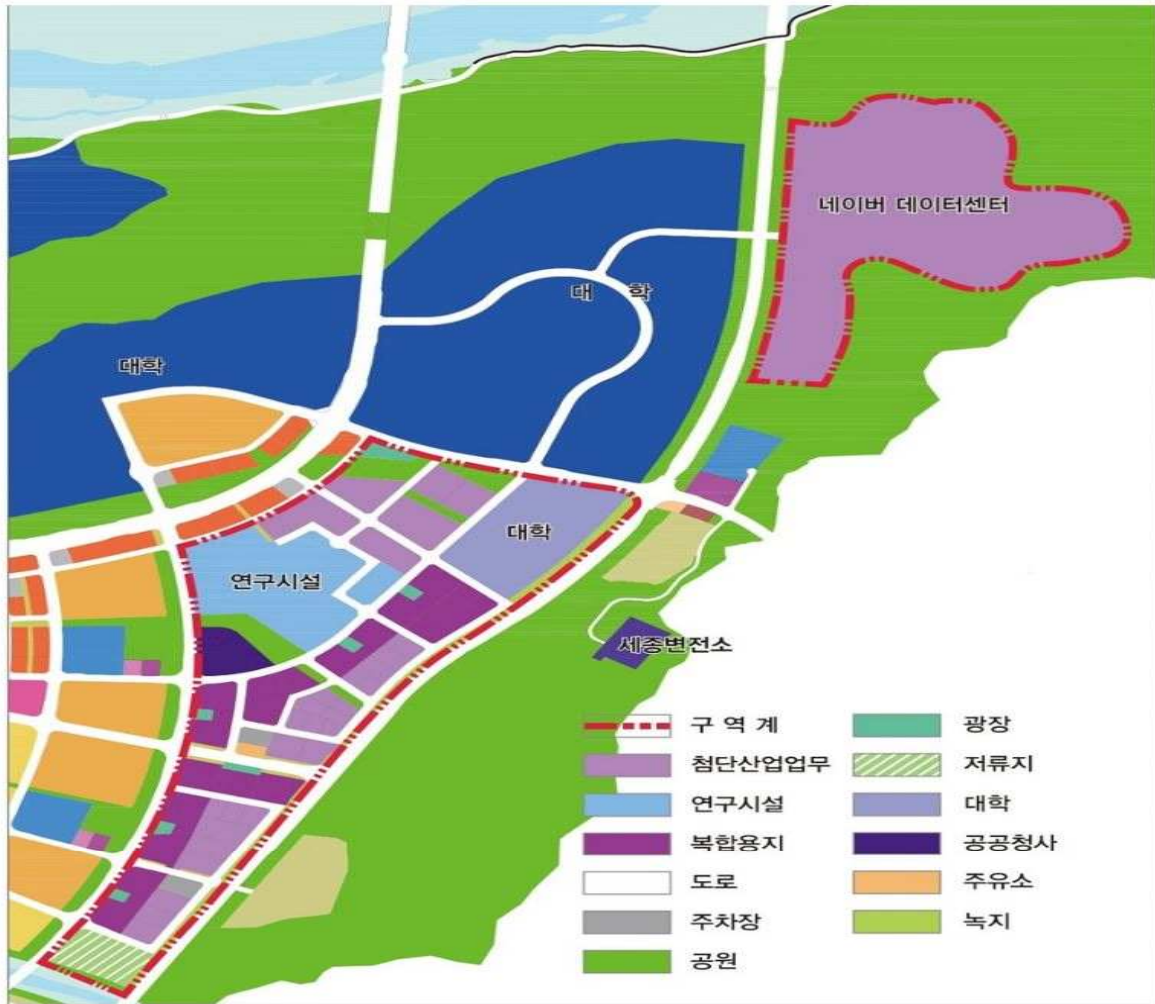 네이버 데이터센터
대 학
대학
대학
연구시설
세종변전소
구 역 계
광장
첨단산업업무
저류지
연구시설
대학
복합용지
공공청사
도로
주유소
주차장
녹지
공원